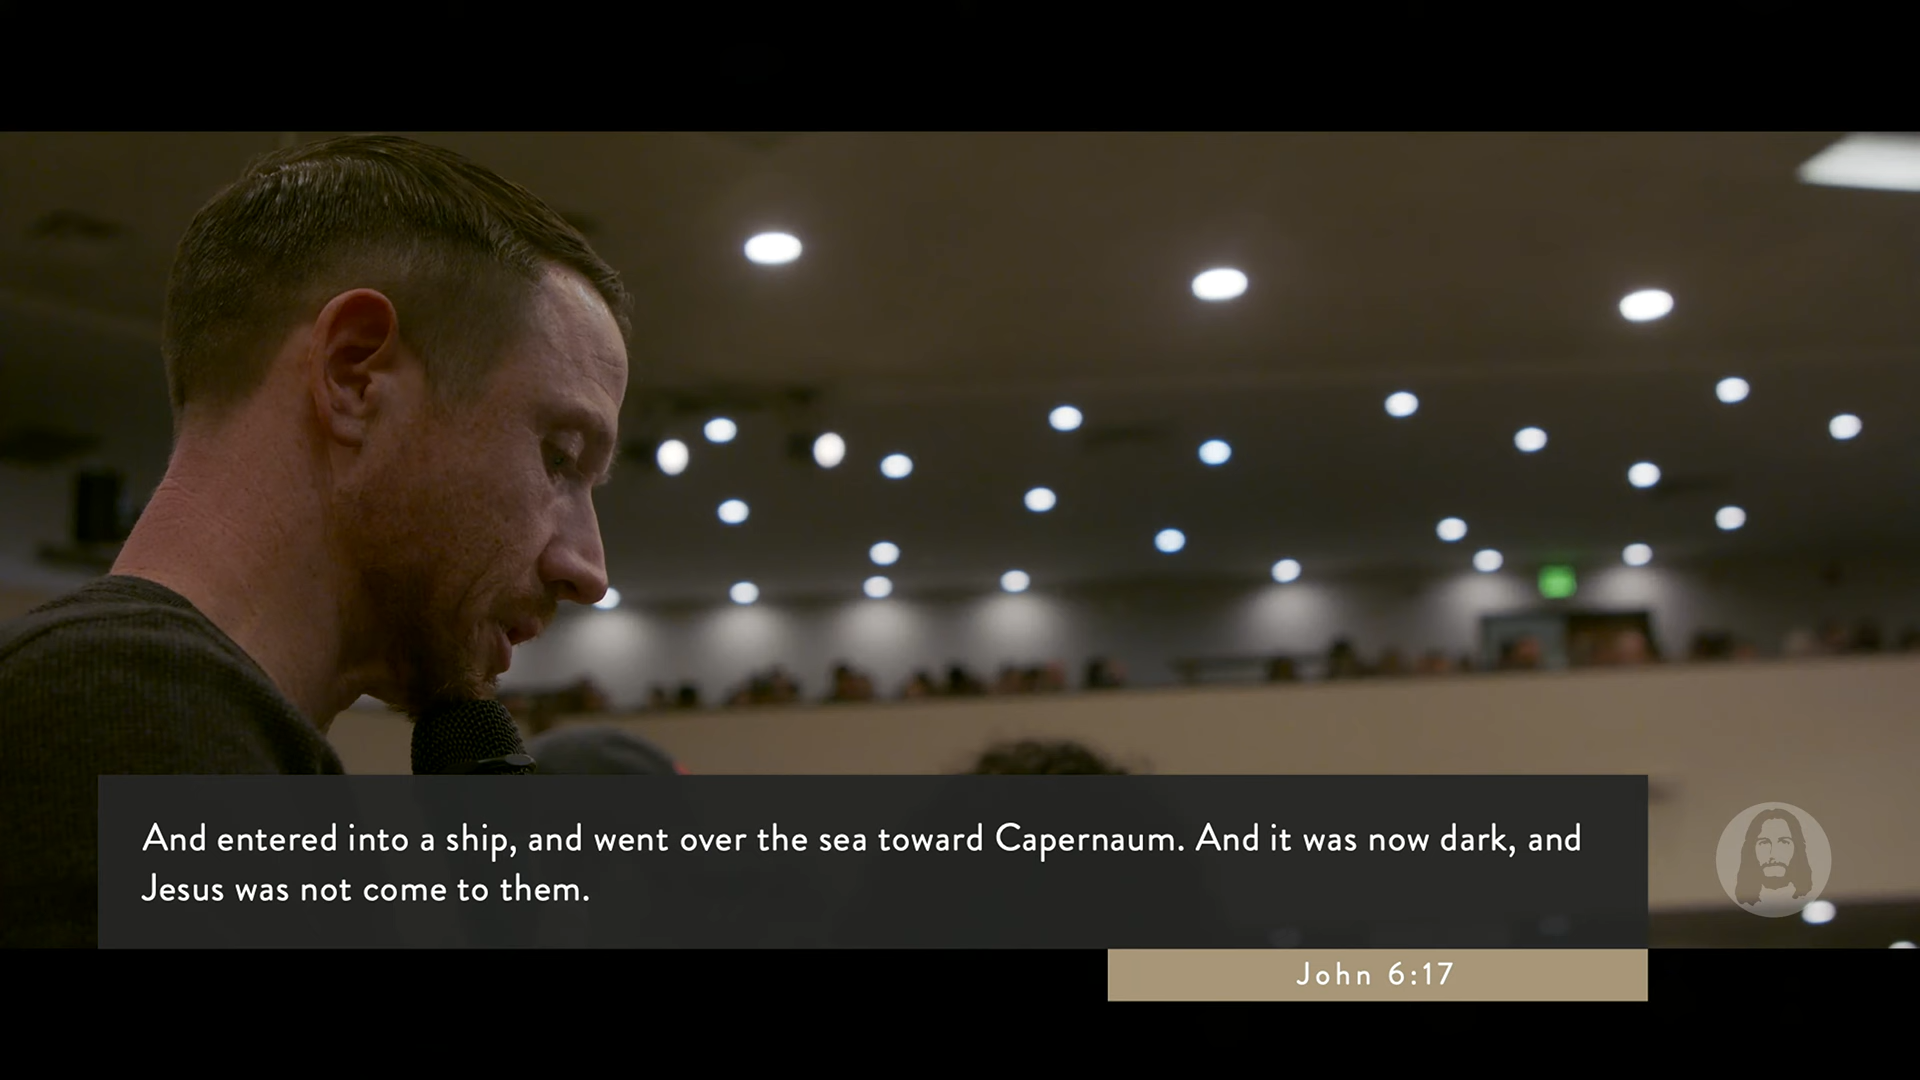 And entered into a ship, and went over the sea toward Capernaum. And it was now dark, and
Jesus was not come to them.
John 6:17